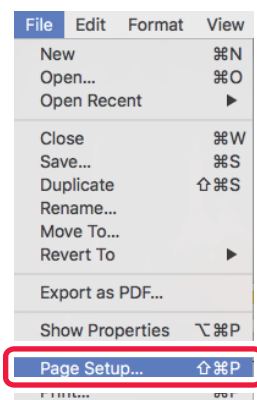 File Edit Format View
New ⌘N
Open... ⌘O
Open Recent ▶
Close ⌘W
Save... ⌘S
Duplicate ⇧⌘S
Rename...
Move To...
Revert To ▶
Export as PDF...
Show Properties ⌥⌘P
Page Setup... ⇧⌘P
Print... ⌘P